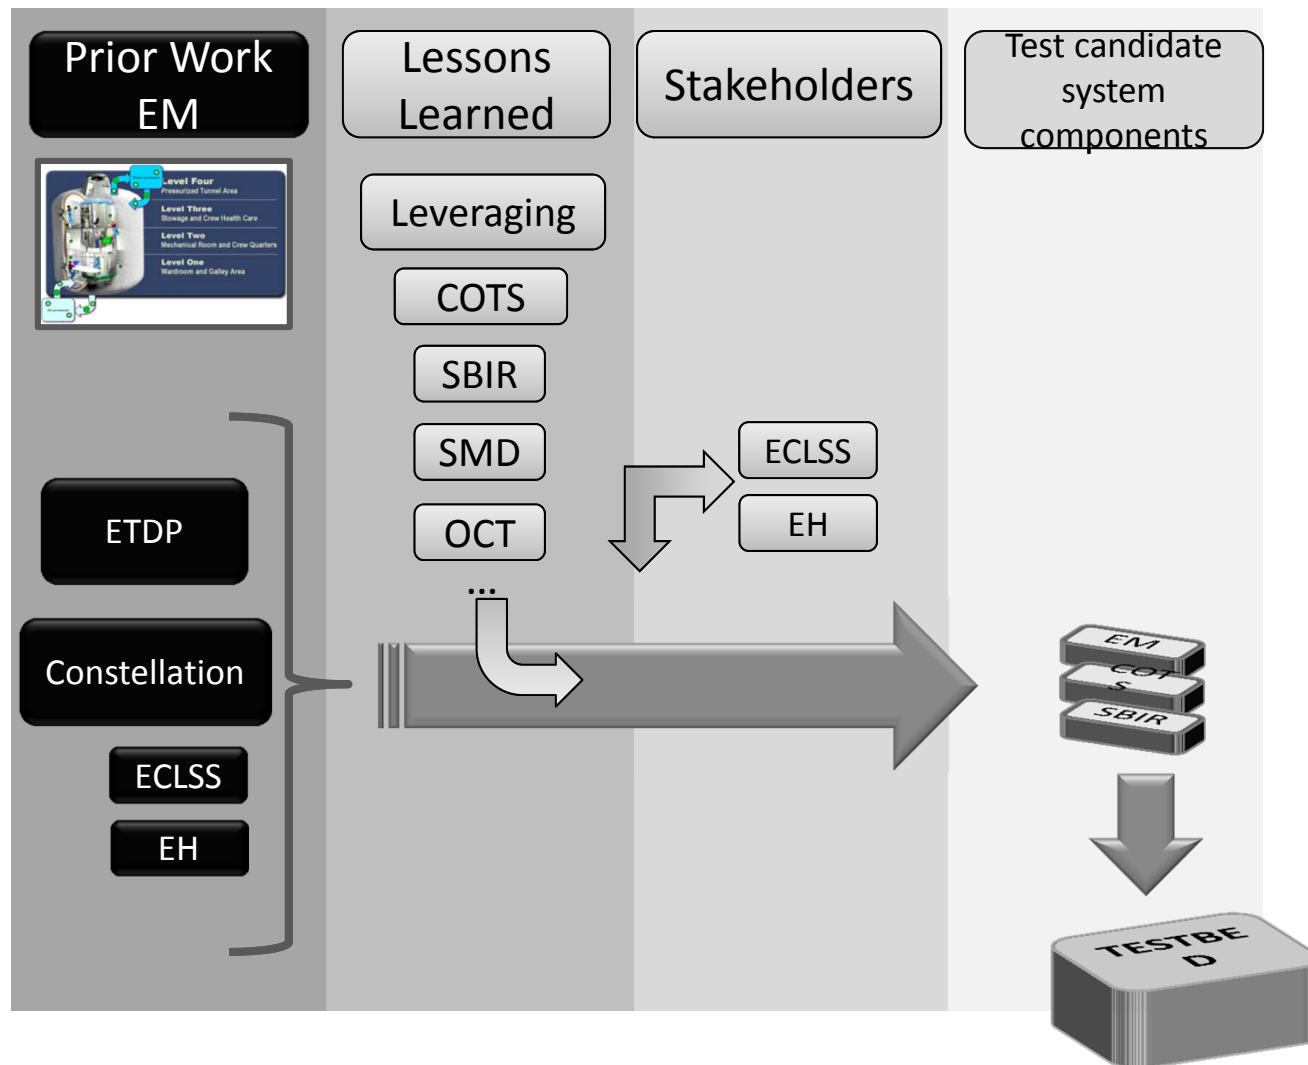 Prior Work
EM
Lessons
Learned
Stakeholders
Test candidate
system
components
Level Four
Pressurized Tunnel Area
Level Three
Stowage and Crew Health Care
Level Two
Mechanical Room and Crew Quarters
Level One
Wardroom and Galley Area
Leveraging
COTS
SBIR
SMD
OCT
...
ECLSS
EH
ETDP
Constellation
ECLSS
EH
EM
COT
S
SBIR
TESTBE
D